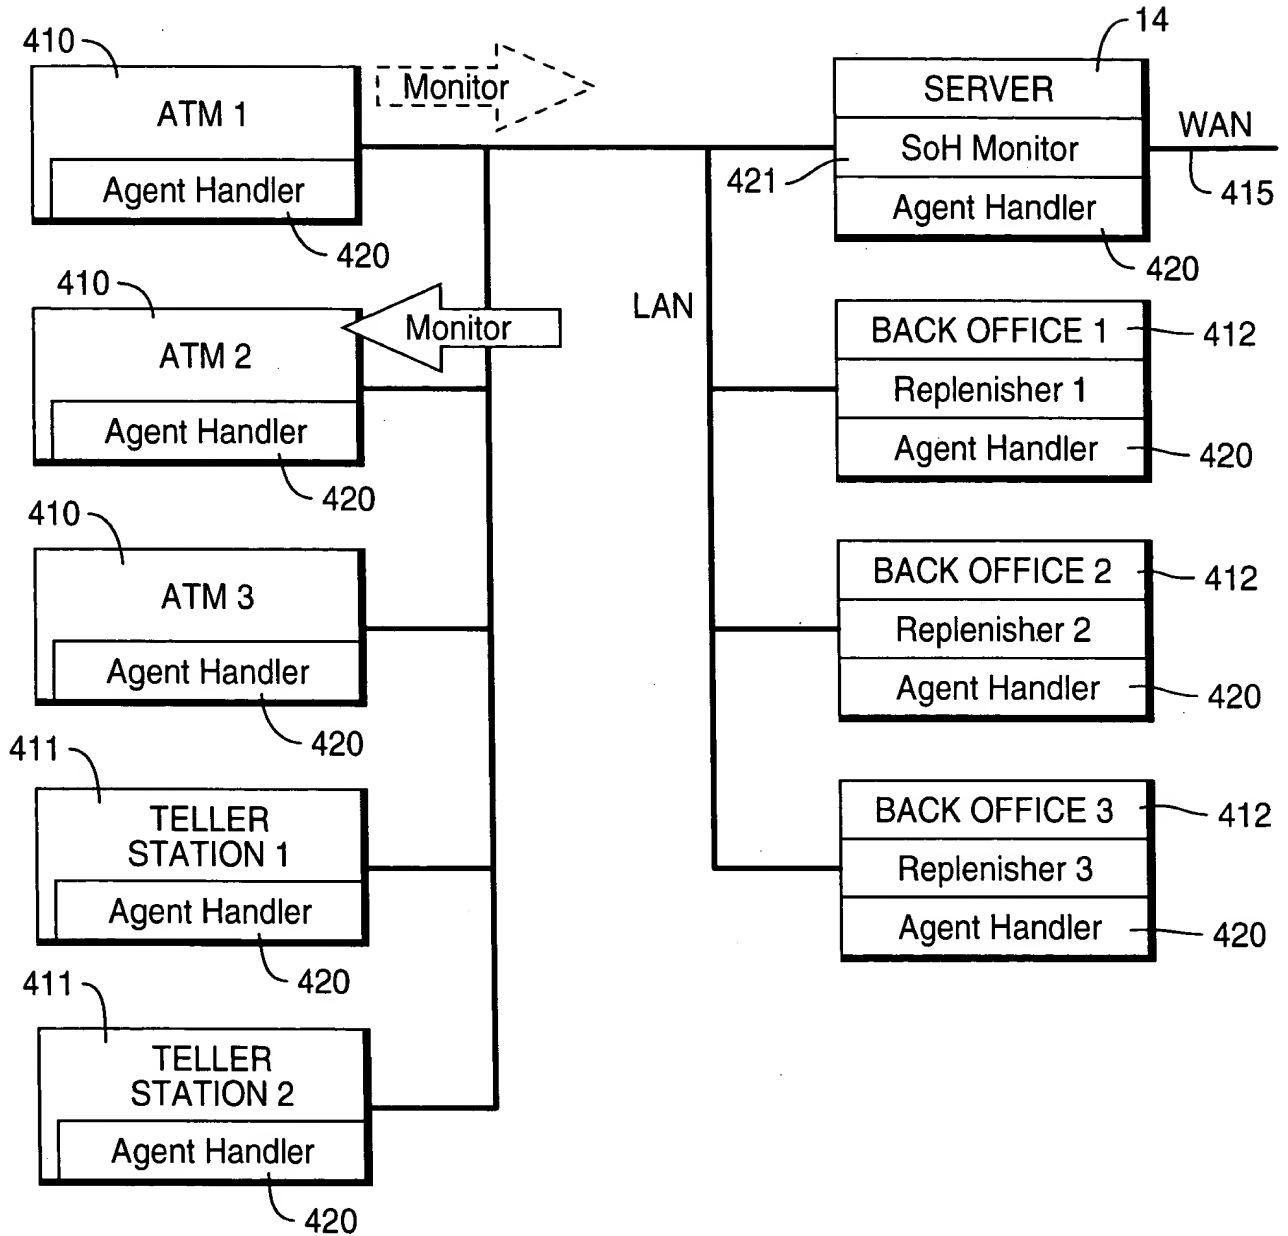 410
ATM 1
Agent Handler
420
Monitor
14
SERVER
SoH Monitor
421
Agent Handler
420
WAN
415
410
ATM 2
Agent Handler
420
Monitor
LAN
BACK OFFICE 1
412
Replenisher 1
Agent Handler
420
410
ATM 3
Agent Handler
420
BACK OFFICE 2
412
Replenisher 2
Agent Handler
420
411
TELLER
STATION 1
Agent Handler
420
BACK OFFICE 3
412
Replenisher 3
Agent Handler
420
411
TELLER
STATION 2
Agent Handler
420